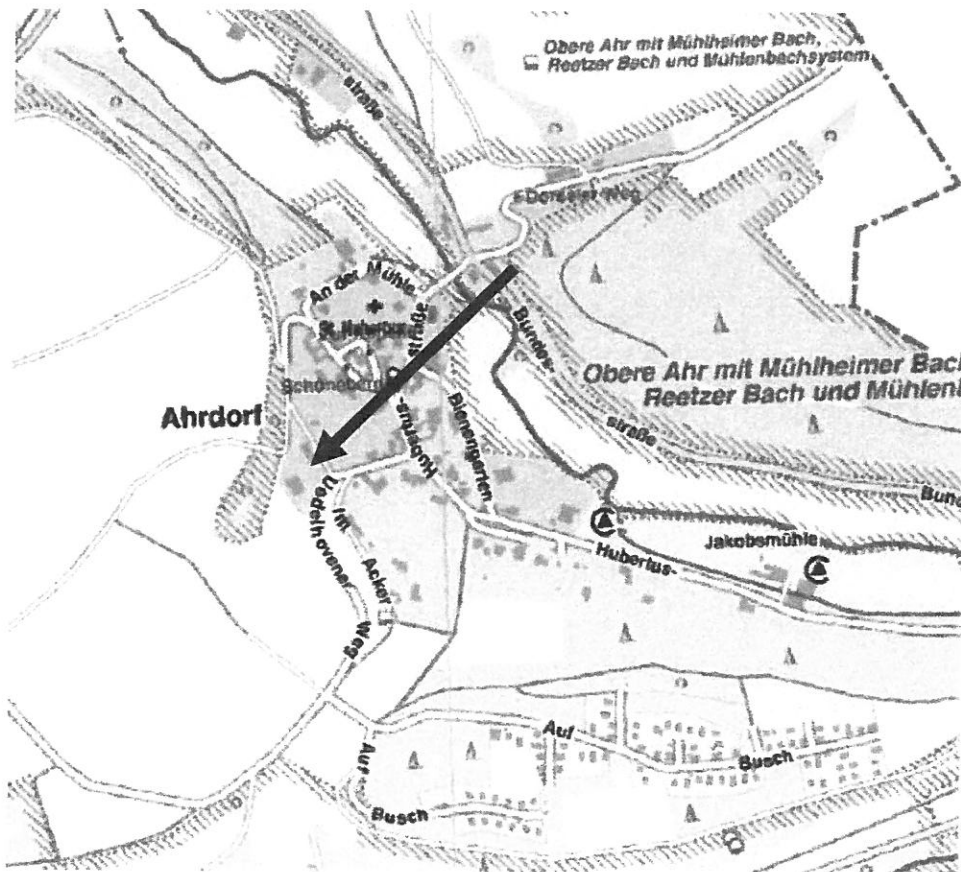 Obere Ahr mit Mühlheimer Bach,
Reetzer Bach und Mühlenbachsystem
straße
Dorseler Weg
An der Mühle
St. Hubertus
straße
Schöneberg
Ahrdorf
Hubertus-
Bienengarten
Bundes-
Obere Ahr mit Mühlheimer Bach
Reetzer Bach und Mühlen
straße
Bund
Uedelhovener
Weg
Im
Acker
Hubertus-
Jakobsmühle
Auf
Busch
Auf
Busch